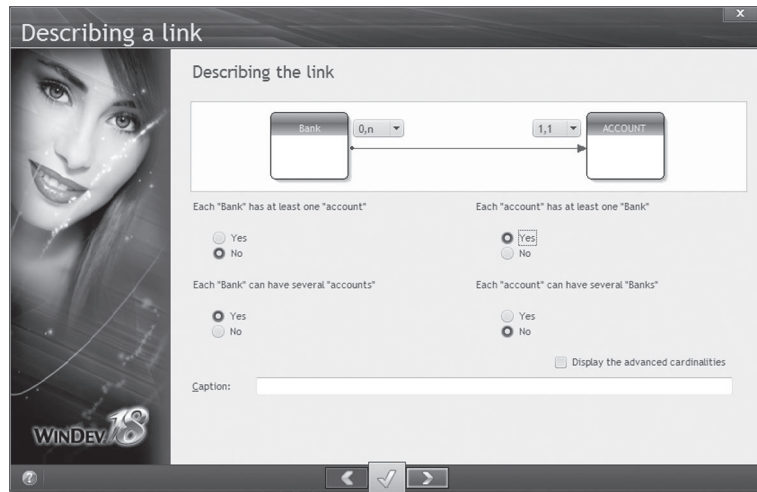 Describing a link
x
Describing the link
Bank 0,n 1,1 ACCOUNT
Each "Bank" has at least one "account"
Yes
No
Each "account" has at least one "Bank"
Yes
No
Each "Bank" can have several "accounts"
Yes
No
Each "account" can have several "Banks"
Yes
No
Display the advanced cardinalities
Caption:
WINDEV 18
?